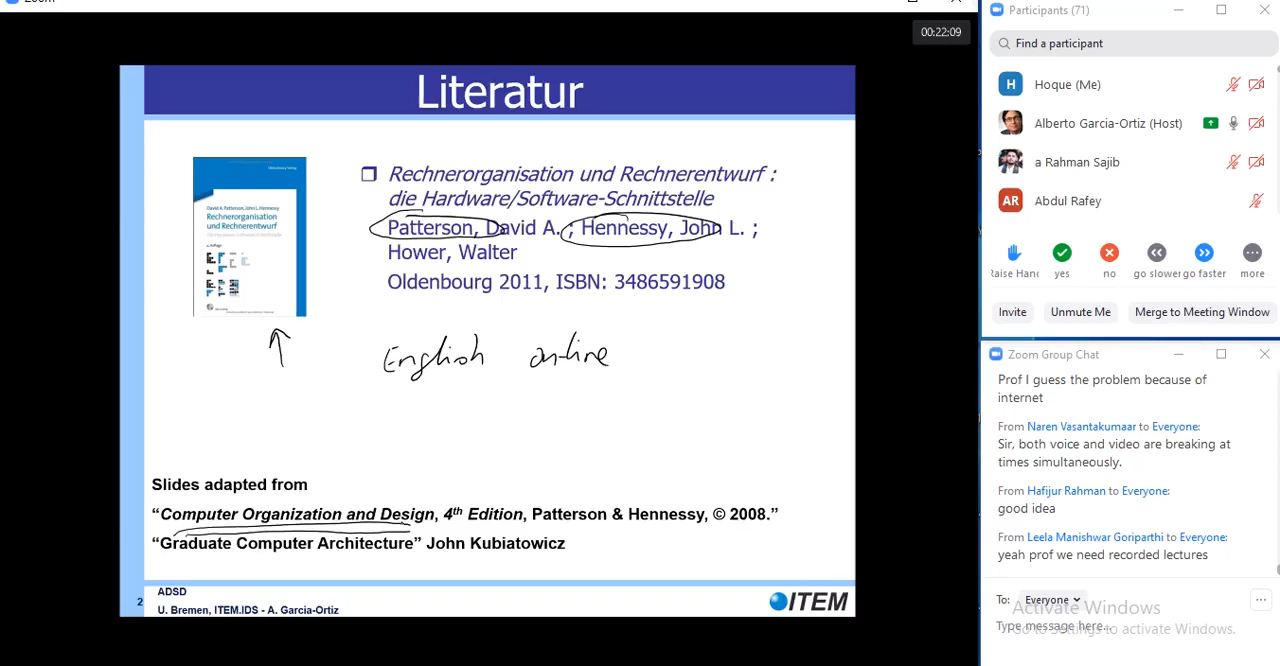 Zoom
00:22:09
Literatur
David A. Patterson, John L. Hennessy
Rechnerorganisation
und Rechnerentwurf
Rechnerorganisation und Rechnerentwurf :
die Hardware/Software-Schnittstelle
Patterson, David A. ; Hennessy, John L. ;
Hower, Walter
Oldenbourg 2011, ISBN: 3486591908
English online
Slides adapted from
“Computer Organization and Design, 4th Edition, Patterson & Hennessy, © 2008.”
“Graduate Computer Architecture” John Kubiatowicz
2
ADSD
U. Bremen, ITEM.IDS - A. Garcia-Ortiz
ITEM
Participants (71)
Find a participant
H Hoque (Me)
Alberto Garcia-Ortiz (Host)
a Rahman Sajib
AR Abdul Rafey
Raise Hand yes no go slower go faster more
Invite Unmute Me Merge to Meeting Window
Zoom Group Chat
Prof I guess the problem because of
internet
From Naren Vasantakumaar to Everyone:
Sir, both voice and video are breaking at
times simultaneously.
From Hafijur Rahman to Everyone:
good idea
From Leela Manishwar Goriparthi to Everyone:
yeah prof we need recorded lectures
To: Everyone
Type message here...
Activate Windows
Go to Settings to activate Windows.